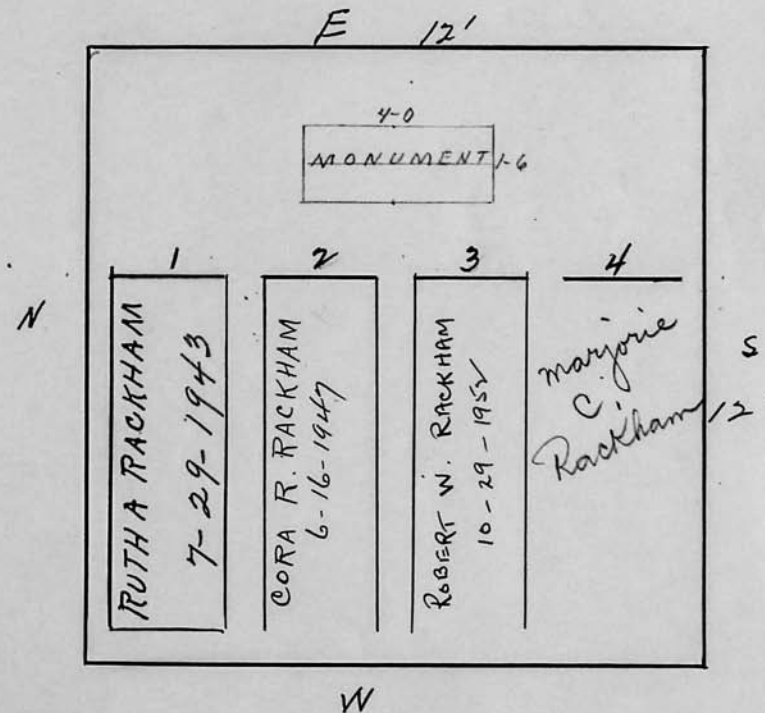 E 12'
4-0
MONUMENT 1-6
1
2
3
4
N
S
RUTH A RACKHAM
7-29-1943
CORA R. RACKHAM
6-16-1947
ROBERT W. RACKHAM
10-29-1952
Marjorie
C.
Rackham
12
W